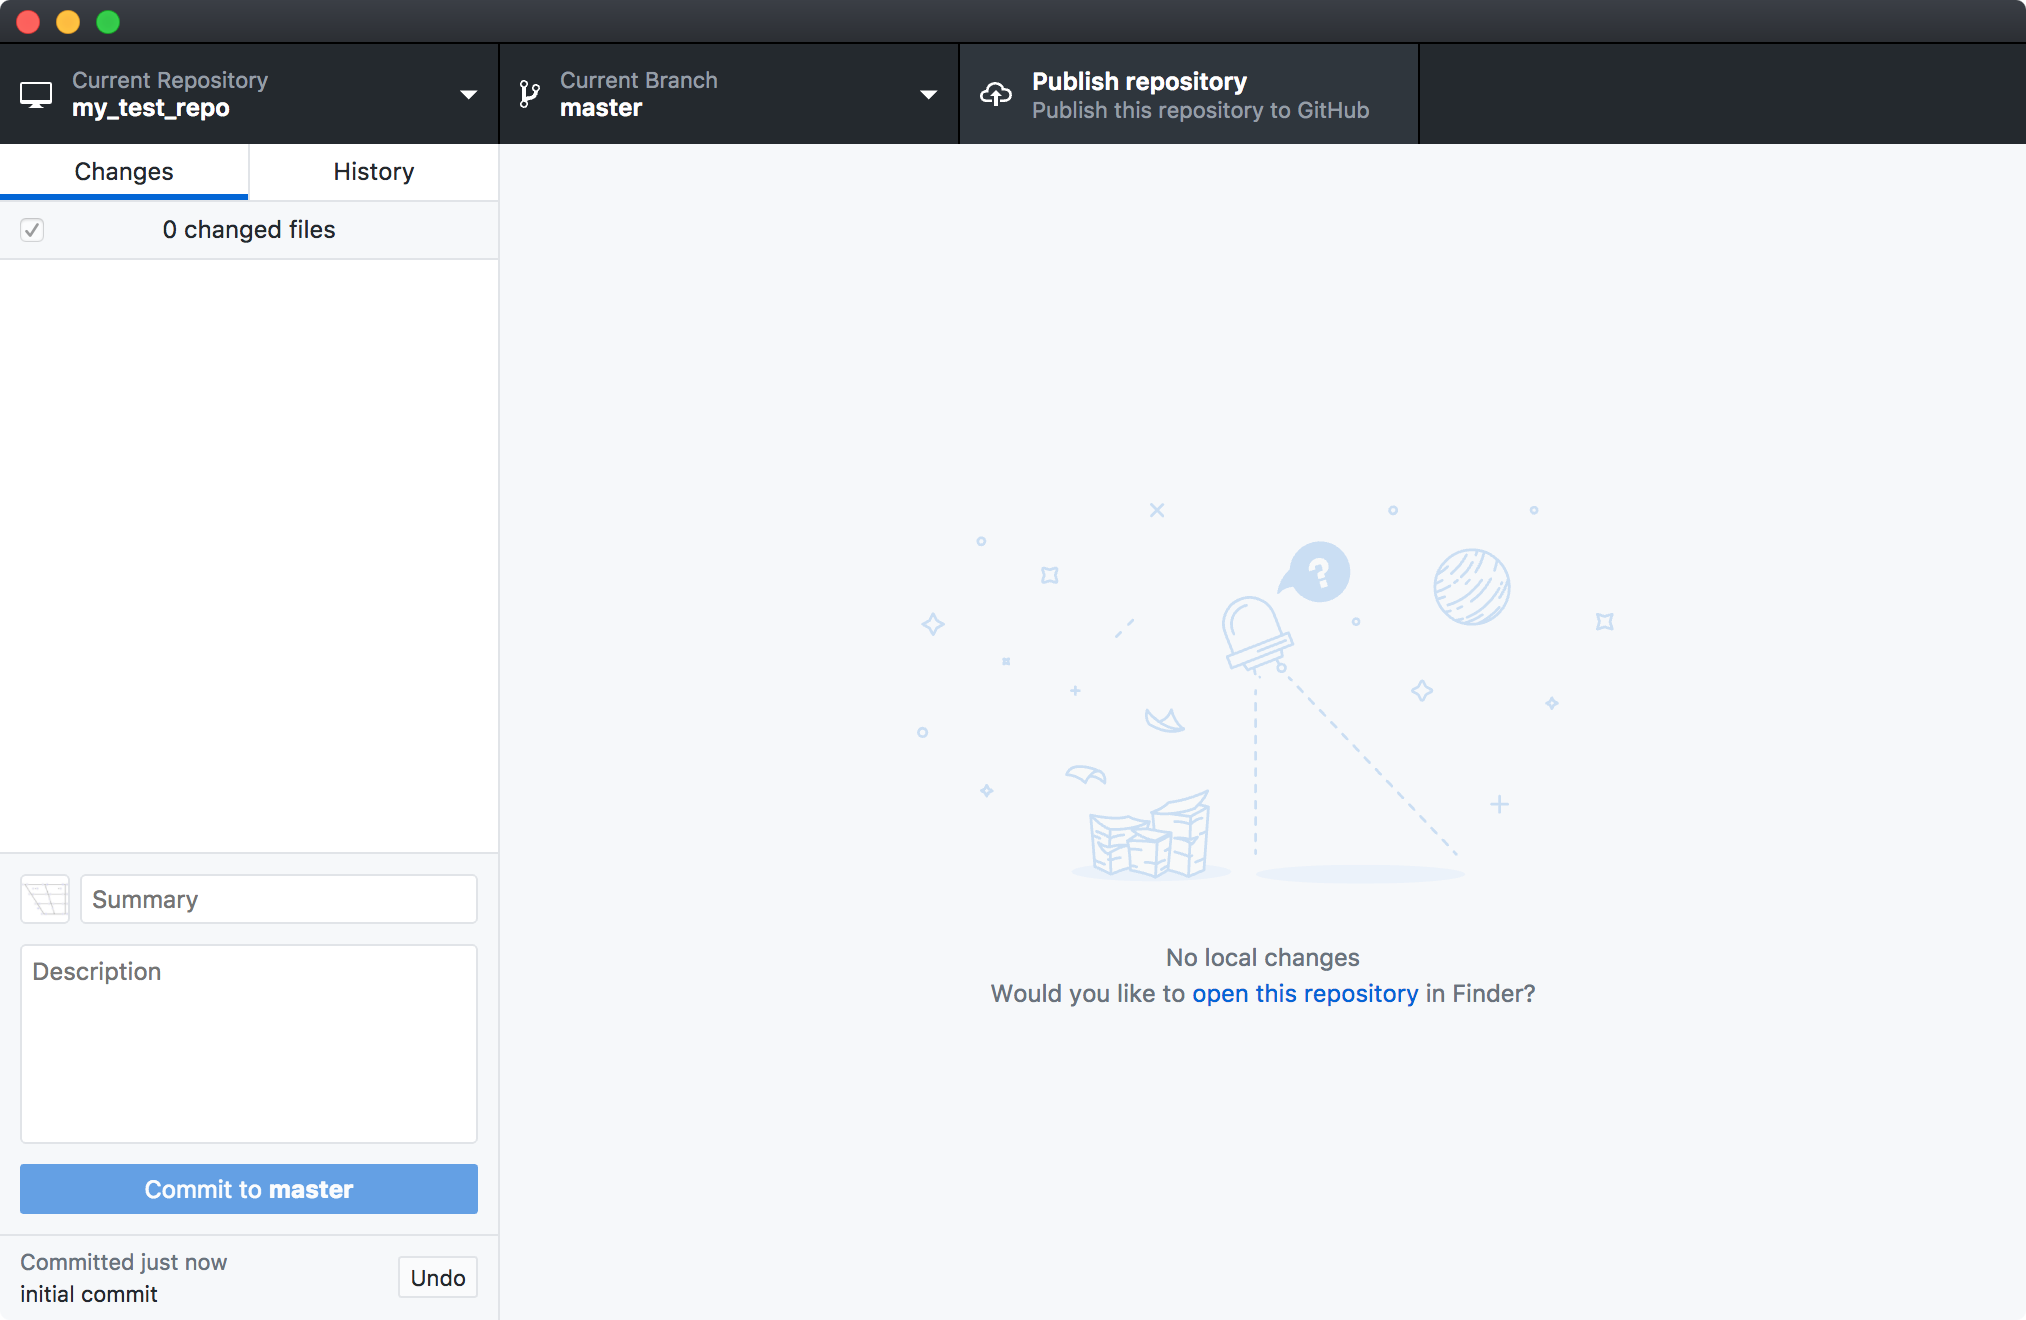 Current Repository
my_test_repo
Current Branch
master
Publish repository
Publish this repository to GitHub
Changes
History
0 changed files
?
No local changes
Would you like to open this repository in Finder?
Summary
Description
Commit to master
Committed just now
initial commit
Undo